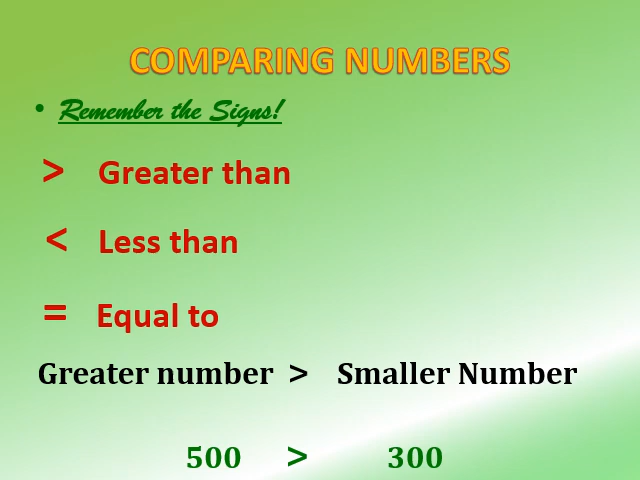 COMPARING NUMBERS
• Remember the Signs!
> Greater than
< Less than
= Equal to
Greater number > Smaller Number
500 > 300